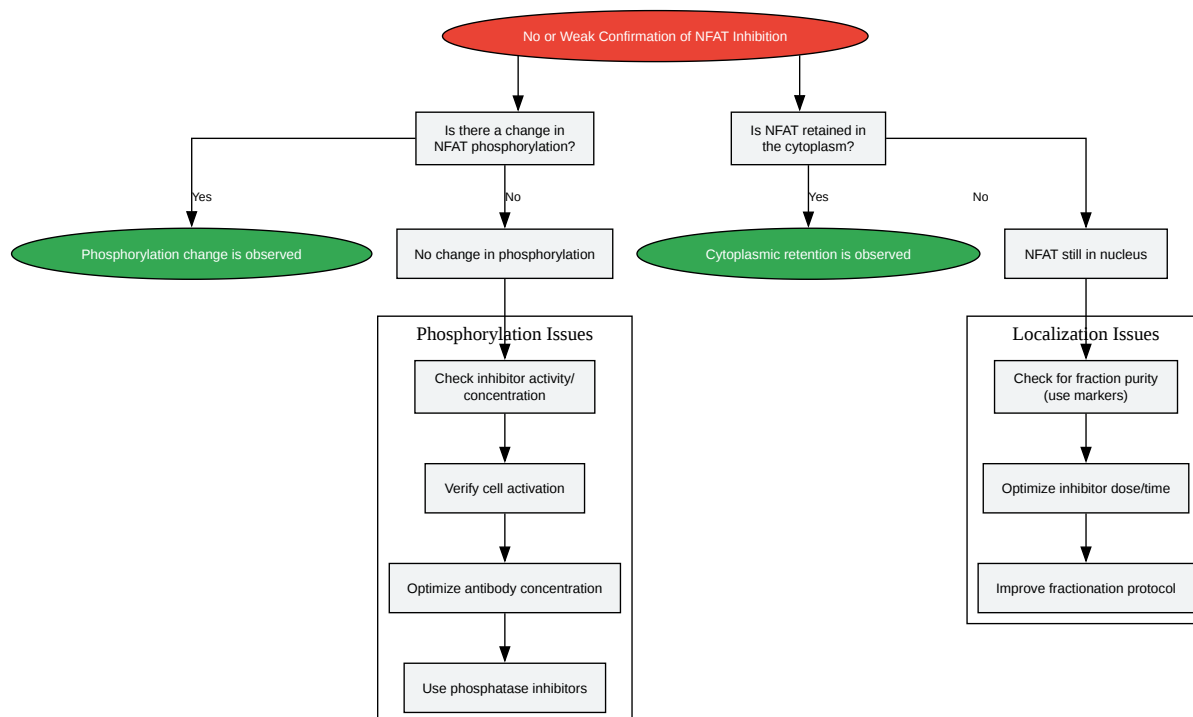 No or Weak Confirmation of NFAT Inhibition
Is there a change in
NFAT phosphorylation?
Is NFAT retained in
the cytoplasm?
Yes
No
Yes
No
Phosphorylation change is observed
No change in phosphorylation
Cytoplasmic retention is observed
NFAT still in nucleus
Phosphorylation Issues
Check inhibitor activity/
concentration
Verify cell activation
Optimize antibody concentration
Use phosphatase inhibitors
Localization Issues
Check for fraction purity
(use markers)
Optimize inhibitor dose/time
Improve fractionation protocol